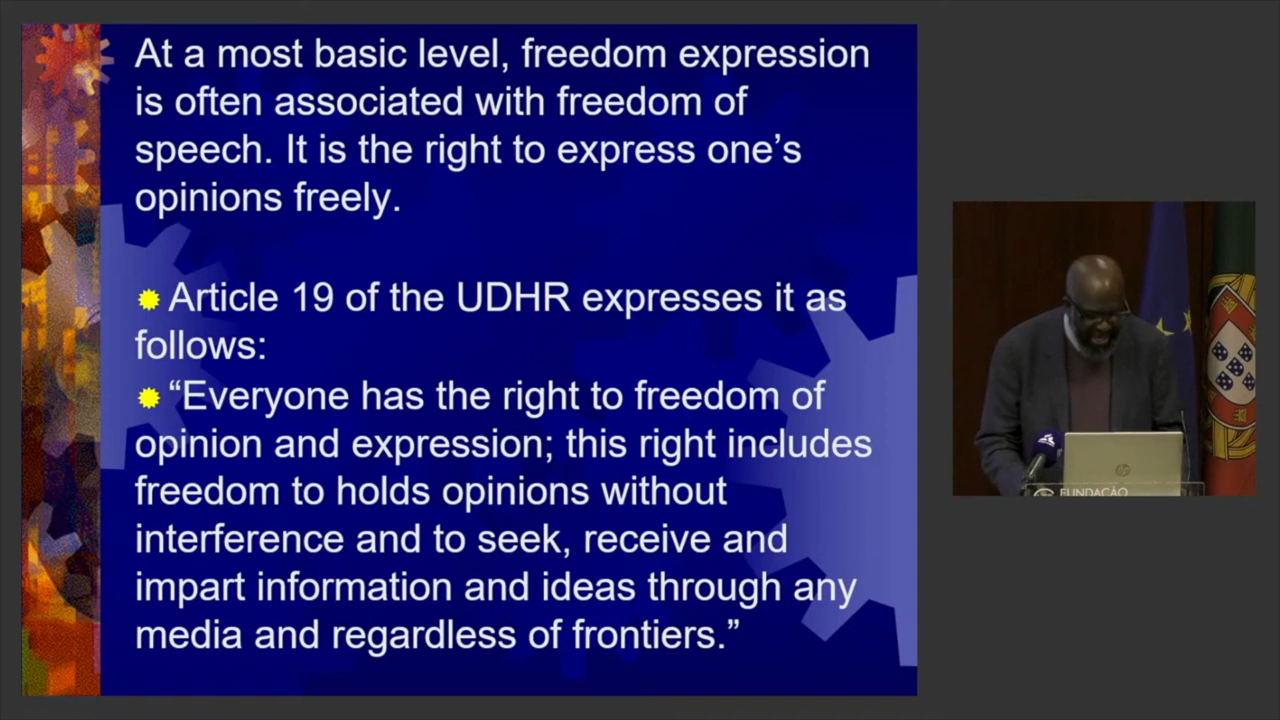 At a most basic level, freedom expression
is often associated with freedom of
speech. It is the right to express one’s
opinions freely.
Article 19 of the UDHR expresses it as
follows:
“Everyone has the right to freedom of
opinion and expression; this right includes
freedom to holds opinions without
interference and to seek, receive and
impart information and ideas through any
media and regardless of frontiers.”
hp
FUNDAÇÃO